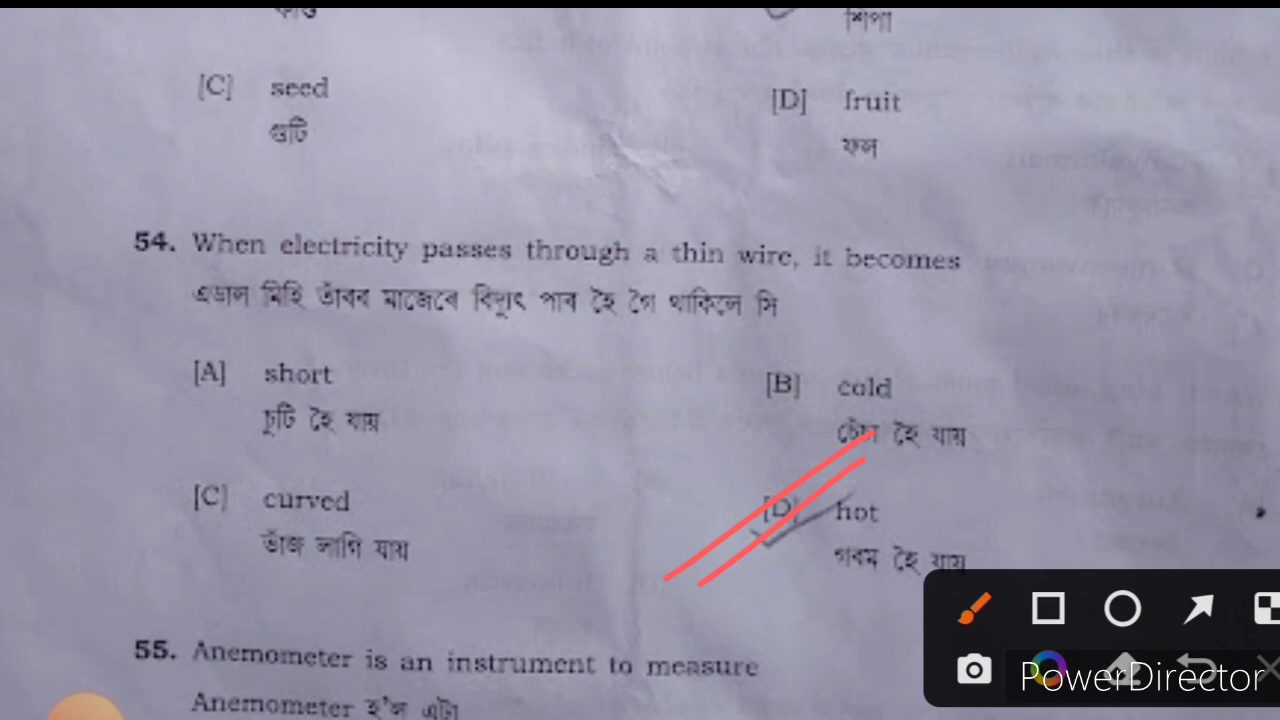 শিপা
[C] seed
[D] fruit
গুটি
ফল
54. When electricity passes through a thin wire, it becomes
এডাল মিহি তাঁৰৰ মাজেৰে বিদ্যুৎ পাৰ হৈ গৈ থাকিলে সি
[A] short
[B] cold
চুটি হৈ যায়
চেঁচা হৈ যায়
[C] curved
[D] hot
ভাঁজ লাগি যায়
গৰম হৈ যায়
55. Anemometer is an instrument to measure
Anemometer হ'ল এটা
PowerDirector